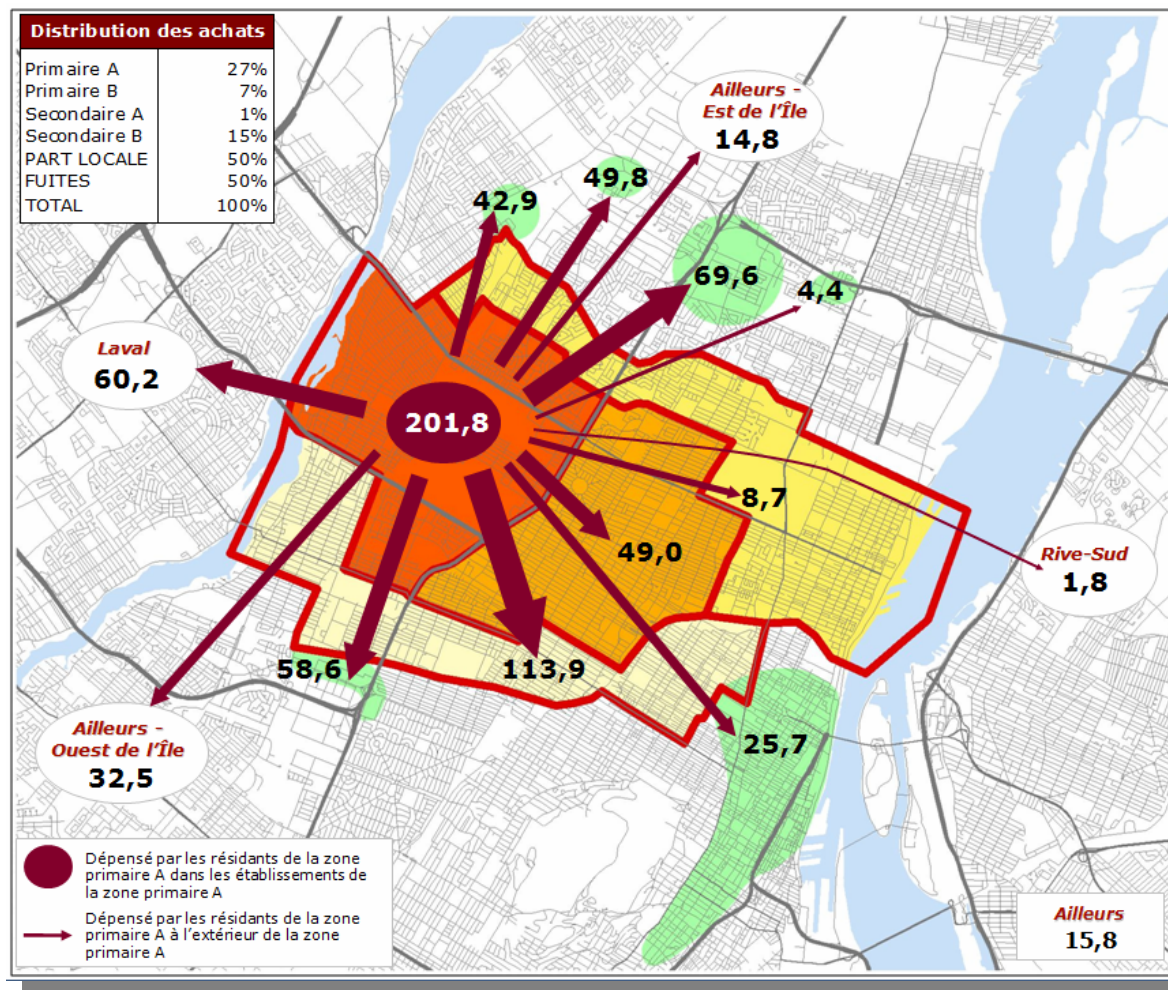 Distribution des achats
Primaire A 27%
Primaire B 7%
Secondaire A 1%
Secondaire B 15%
PART LOCALE 50%
FUITES 50%
TOTAL 100%
Ailleurs -
Est de l'Île
14,8
49,8
42,9
69,6
4,4
Laval
60,2
201,8
8,7
49,0
Rive-Sud
1,8
58,6
113,9
Ailleurs -
Ouest de l'Île
32,5
25,7
Dépensé par les résidants de la zone
primaire A dans les établissements de
la zone primaire A
Dépensé par les résidants de la zone
primaire A à l'extérieur de la zone
primaire A
Ailleurs
15,8